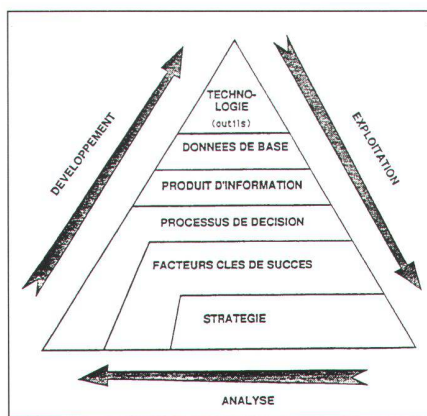 TECHNO-
LOGIE
(outils)
DONNEES DE BASE
PRODUIT D'INFORMATION
PROCESSUS DE DECISION
FACTEURS CLES DE SUCCES
STRATEGIE
DEVELOPPEMENT
EXPLOITATION
ANALYSE